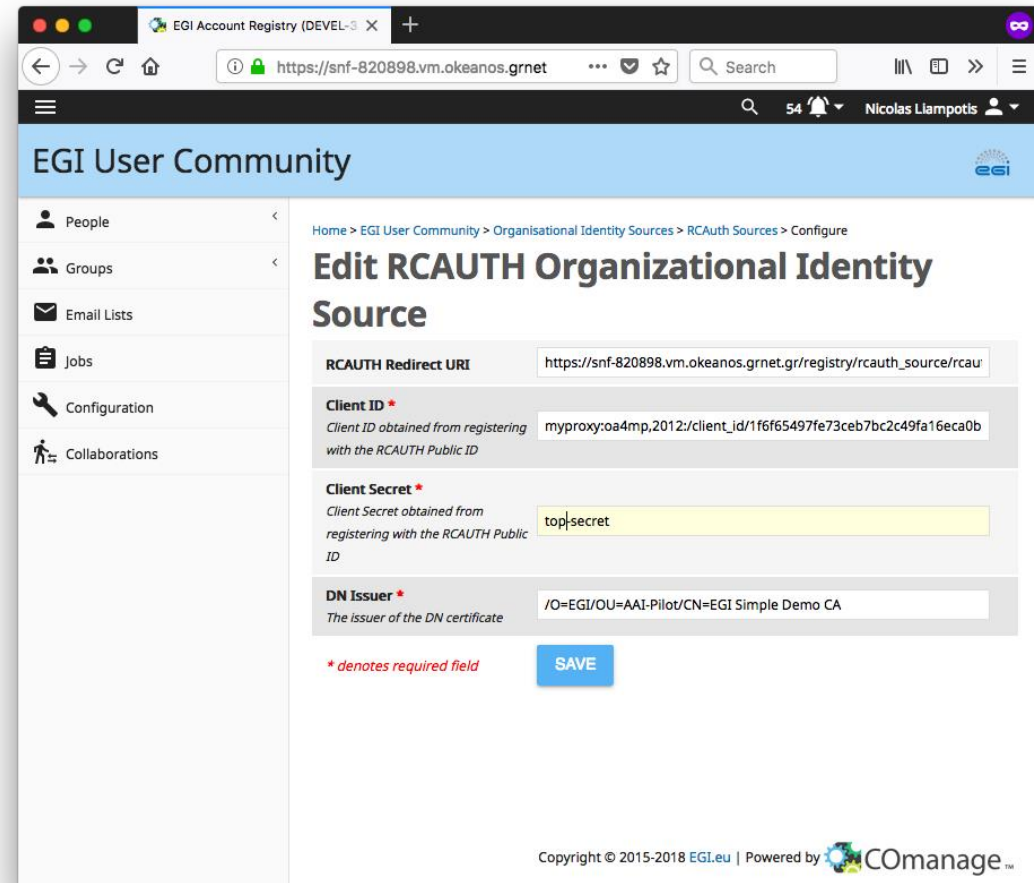 EGI Account Registry (DEVEL-3
https://snf-820898.vm.okeanos.grnet
Search
54
Nicolas Liampotis
EGI User Community
egi
People
Groups
Email Lists
Jobs
Configuration
Collaborations
Home > EGI User Community > Organisational Identity Sources > RCAuth Sources > Configure
Edit RCAUTH Organizational Identity
Source
RCAUTH Redirect URI
https://snf-820898.vm.okeanos.grnet.gr/registry/rcauth_source/rcaut
Client ID *
Client ID obtained from registering
with the RCAUTH Public ID
myproxy:oa4mp,2012:/client_id/1f6f65497fe73ceb7bc2c49fa16eca0b
Client Secret *
Client Secret obtained from
registering with the RCAUTH Public
ID
top-secret
DN Issuer *
The issuer of the DN certificate
/O=EGI/OU=AAI-Pilot/CN=EGI Simple Demo CA
* denotes required field
SAVE
Copyright © 2015-2018 EGI.eu | Powered by COmanage™